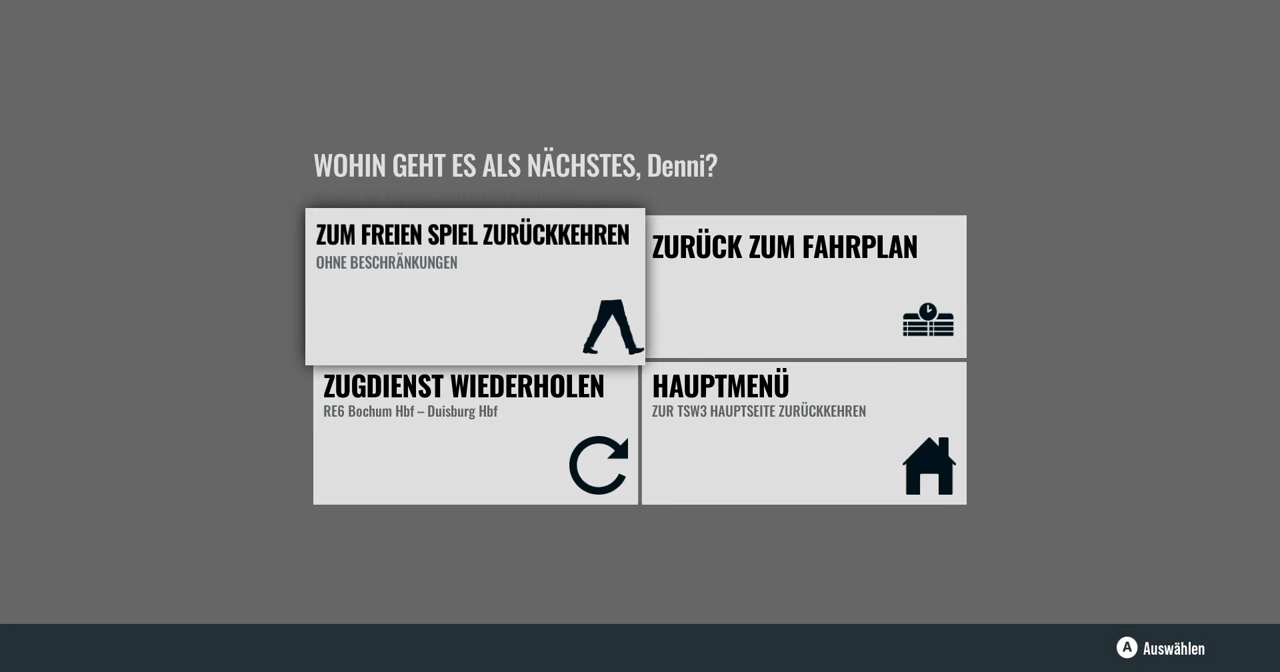 WOHIN GEHT ES ALS NÄCHSTES, Denni?
ZUM FREIEN SPIEL ZURÜCKKEHREN
OHNE BESCHRÄNKUNGEN
ZURÜCK ZUM FAHRPLAN
ZUGDIENST WIEDERHOLEN
RE6 Bochum Hbf – Duisburg Hbf
HAUPTMENÜ
ZUR TSW3 HAUPTSEITE ZURÜCKKEHREN
A Auswählen